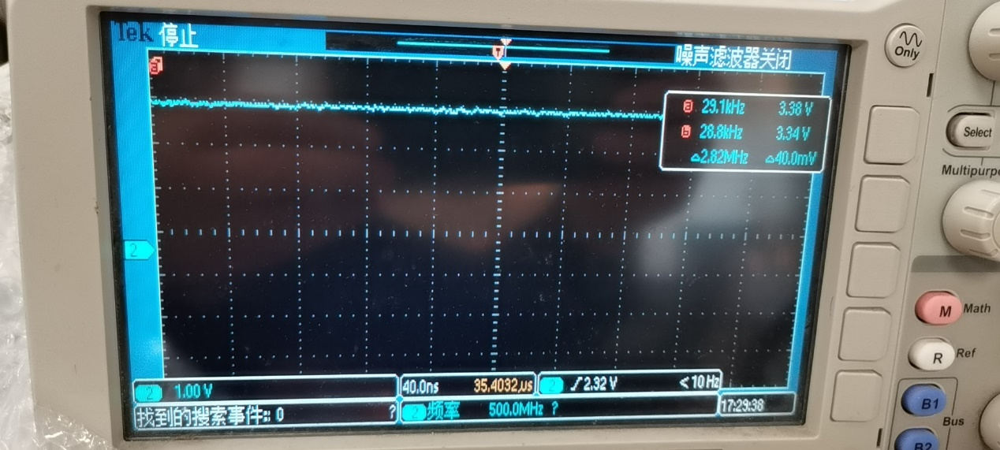 Tek 停止
噪声滤波器关闭
a
T
a 29.1kHz 3.38 V
b 28.8kHz 3.34 V
△2.82MHz △40.0mV
2
2 1.00 V
40.0ns 35.4032µs
2 ∫ 2.32 V <10 Hz
找到的搜索事件:: 0 ?
2 频率 500.0MHz ?
17:29:38
Only
Select
Multipurpo
M Math
R Ref
B1
Bus
B2